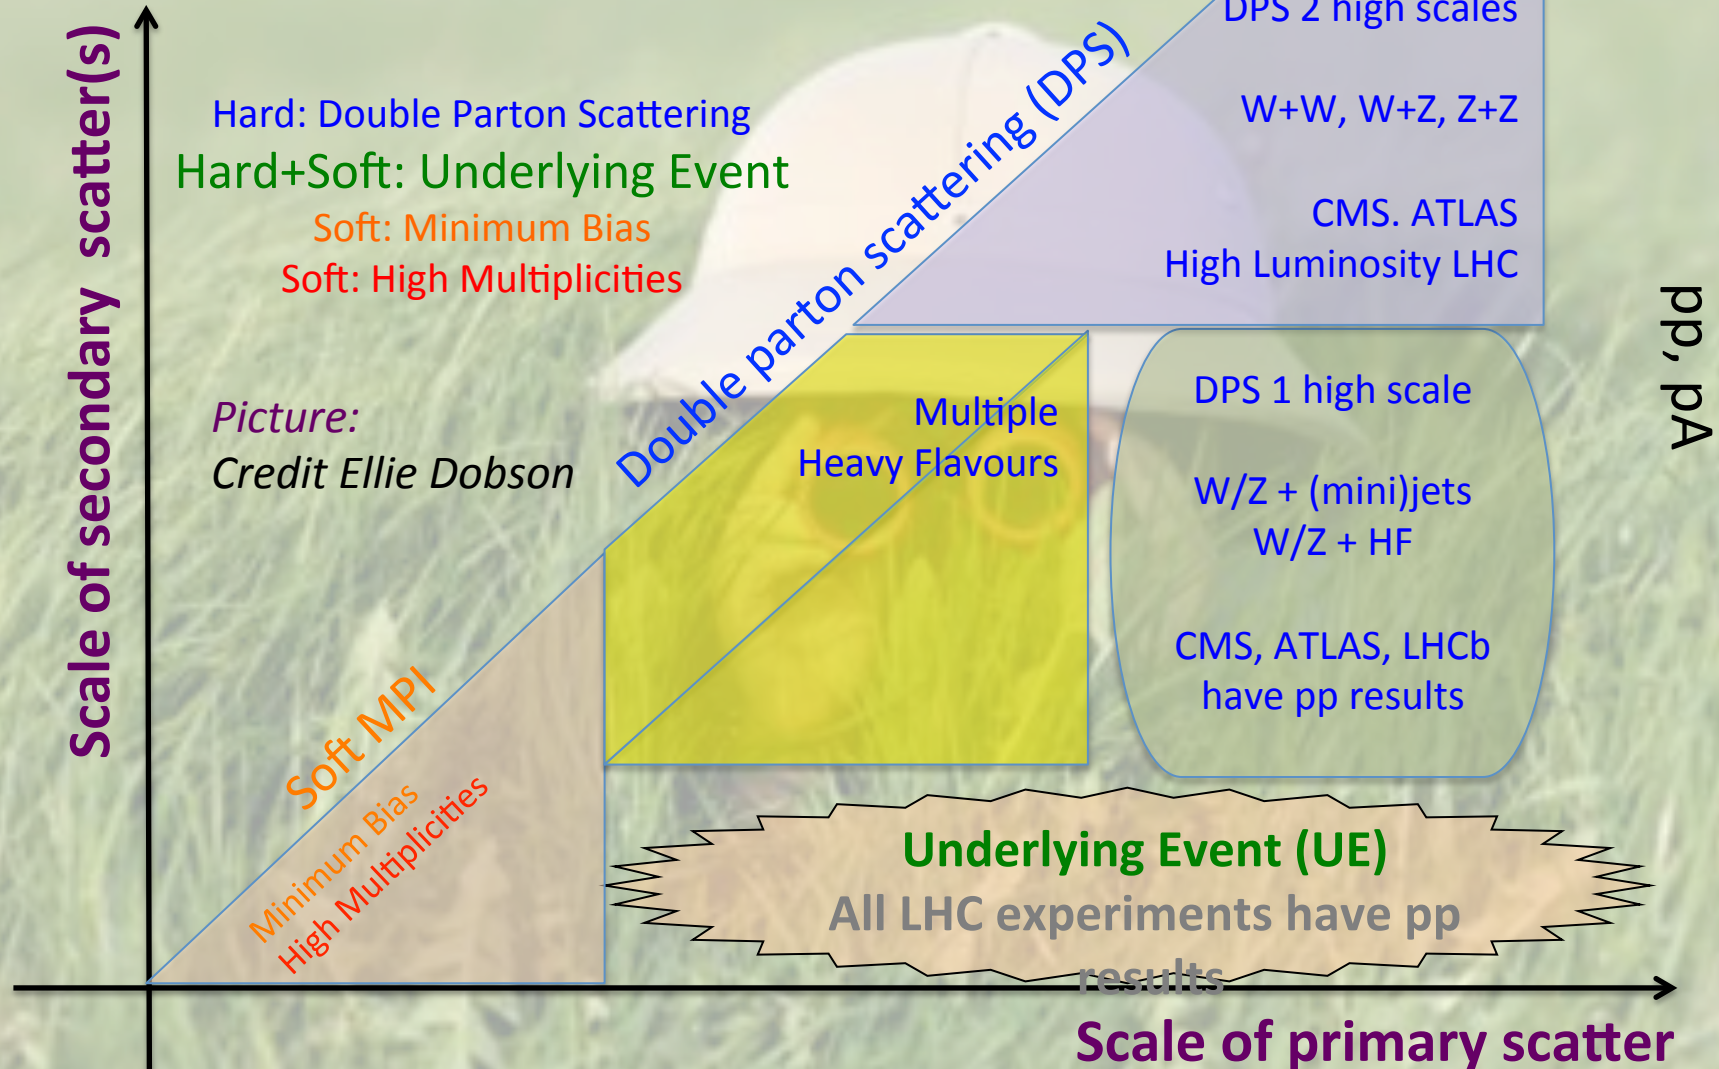 Scale of secondary scatter(s)
Hard: Double Parton Scattering
Hard+Soft: Underlying Event
Soft: Minimum Bias
Soft: High Multiplicities
Picture:
Credit Ellie Dobson
Double parton scattering (DPS)
DPS 2 high scales
W+W, W+Z, Z+Z
CMS. ATLAS
High Luminosity LHC
pp, pA
Multiple
Heavy Flavours
DPS 1 high scale
W/Z + (mini)jets
W/Z + HF
CMS, ATLAS, LHCb
have pp results
Soft MPI
Minimum Bias
High Multiplicities
Underlying Event (UE)
All LHC experiments have pp
results
Scale of primary scatter